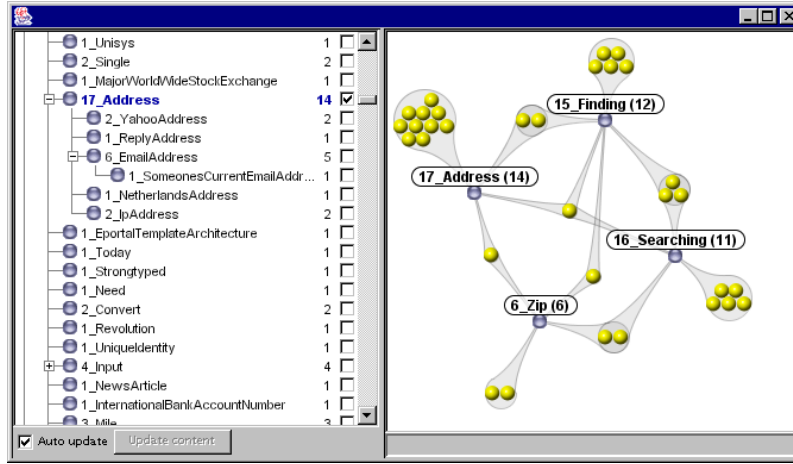 1_Unisys 1
2_Single 2
1_MajorWorldWideStockExchange 1
17_Address 14
2_YahooAddress 2
1_ReplyAddress 1
6_EmailAddress 5
1_SomeonesCurrentEmailAddr... 1
1_NetherlandsAddress 1
2_IpAddress 2
1_EportalTemplateArchitecture 1
1_Today 1
1_Strongtyped 1
1_Need 1
2_Convert 2
1_Revolution 1
1_UniqueIdentity 1
4_Input 4
1_NewsArticle 1
1_InternationalBankAccountNumber 1
3_Mile 3
Auto update Update content
15_Finding (12)
17_Address (14)
16_Searching (11)
6_Zip (6)